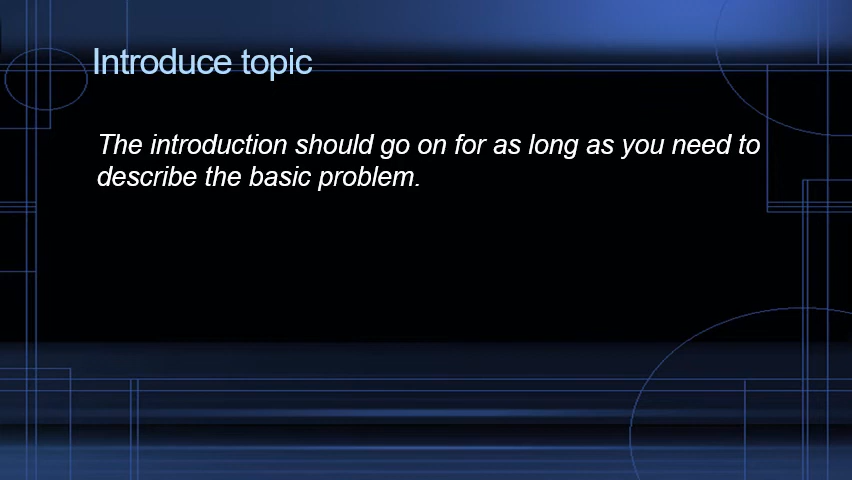 Introduce topic
The introduction should go on for as long as you need to
describe the basic problem.